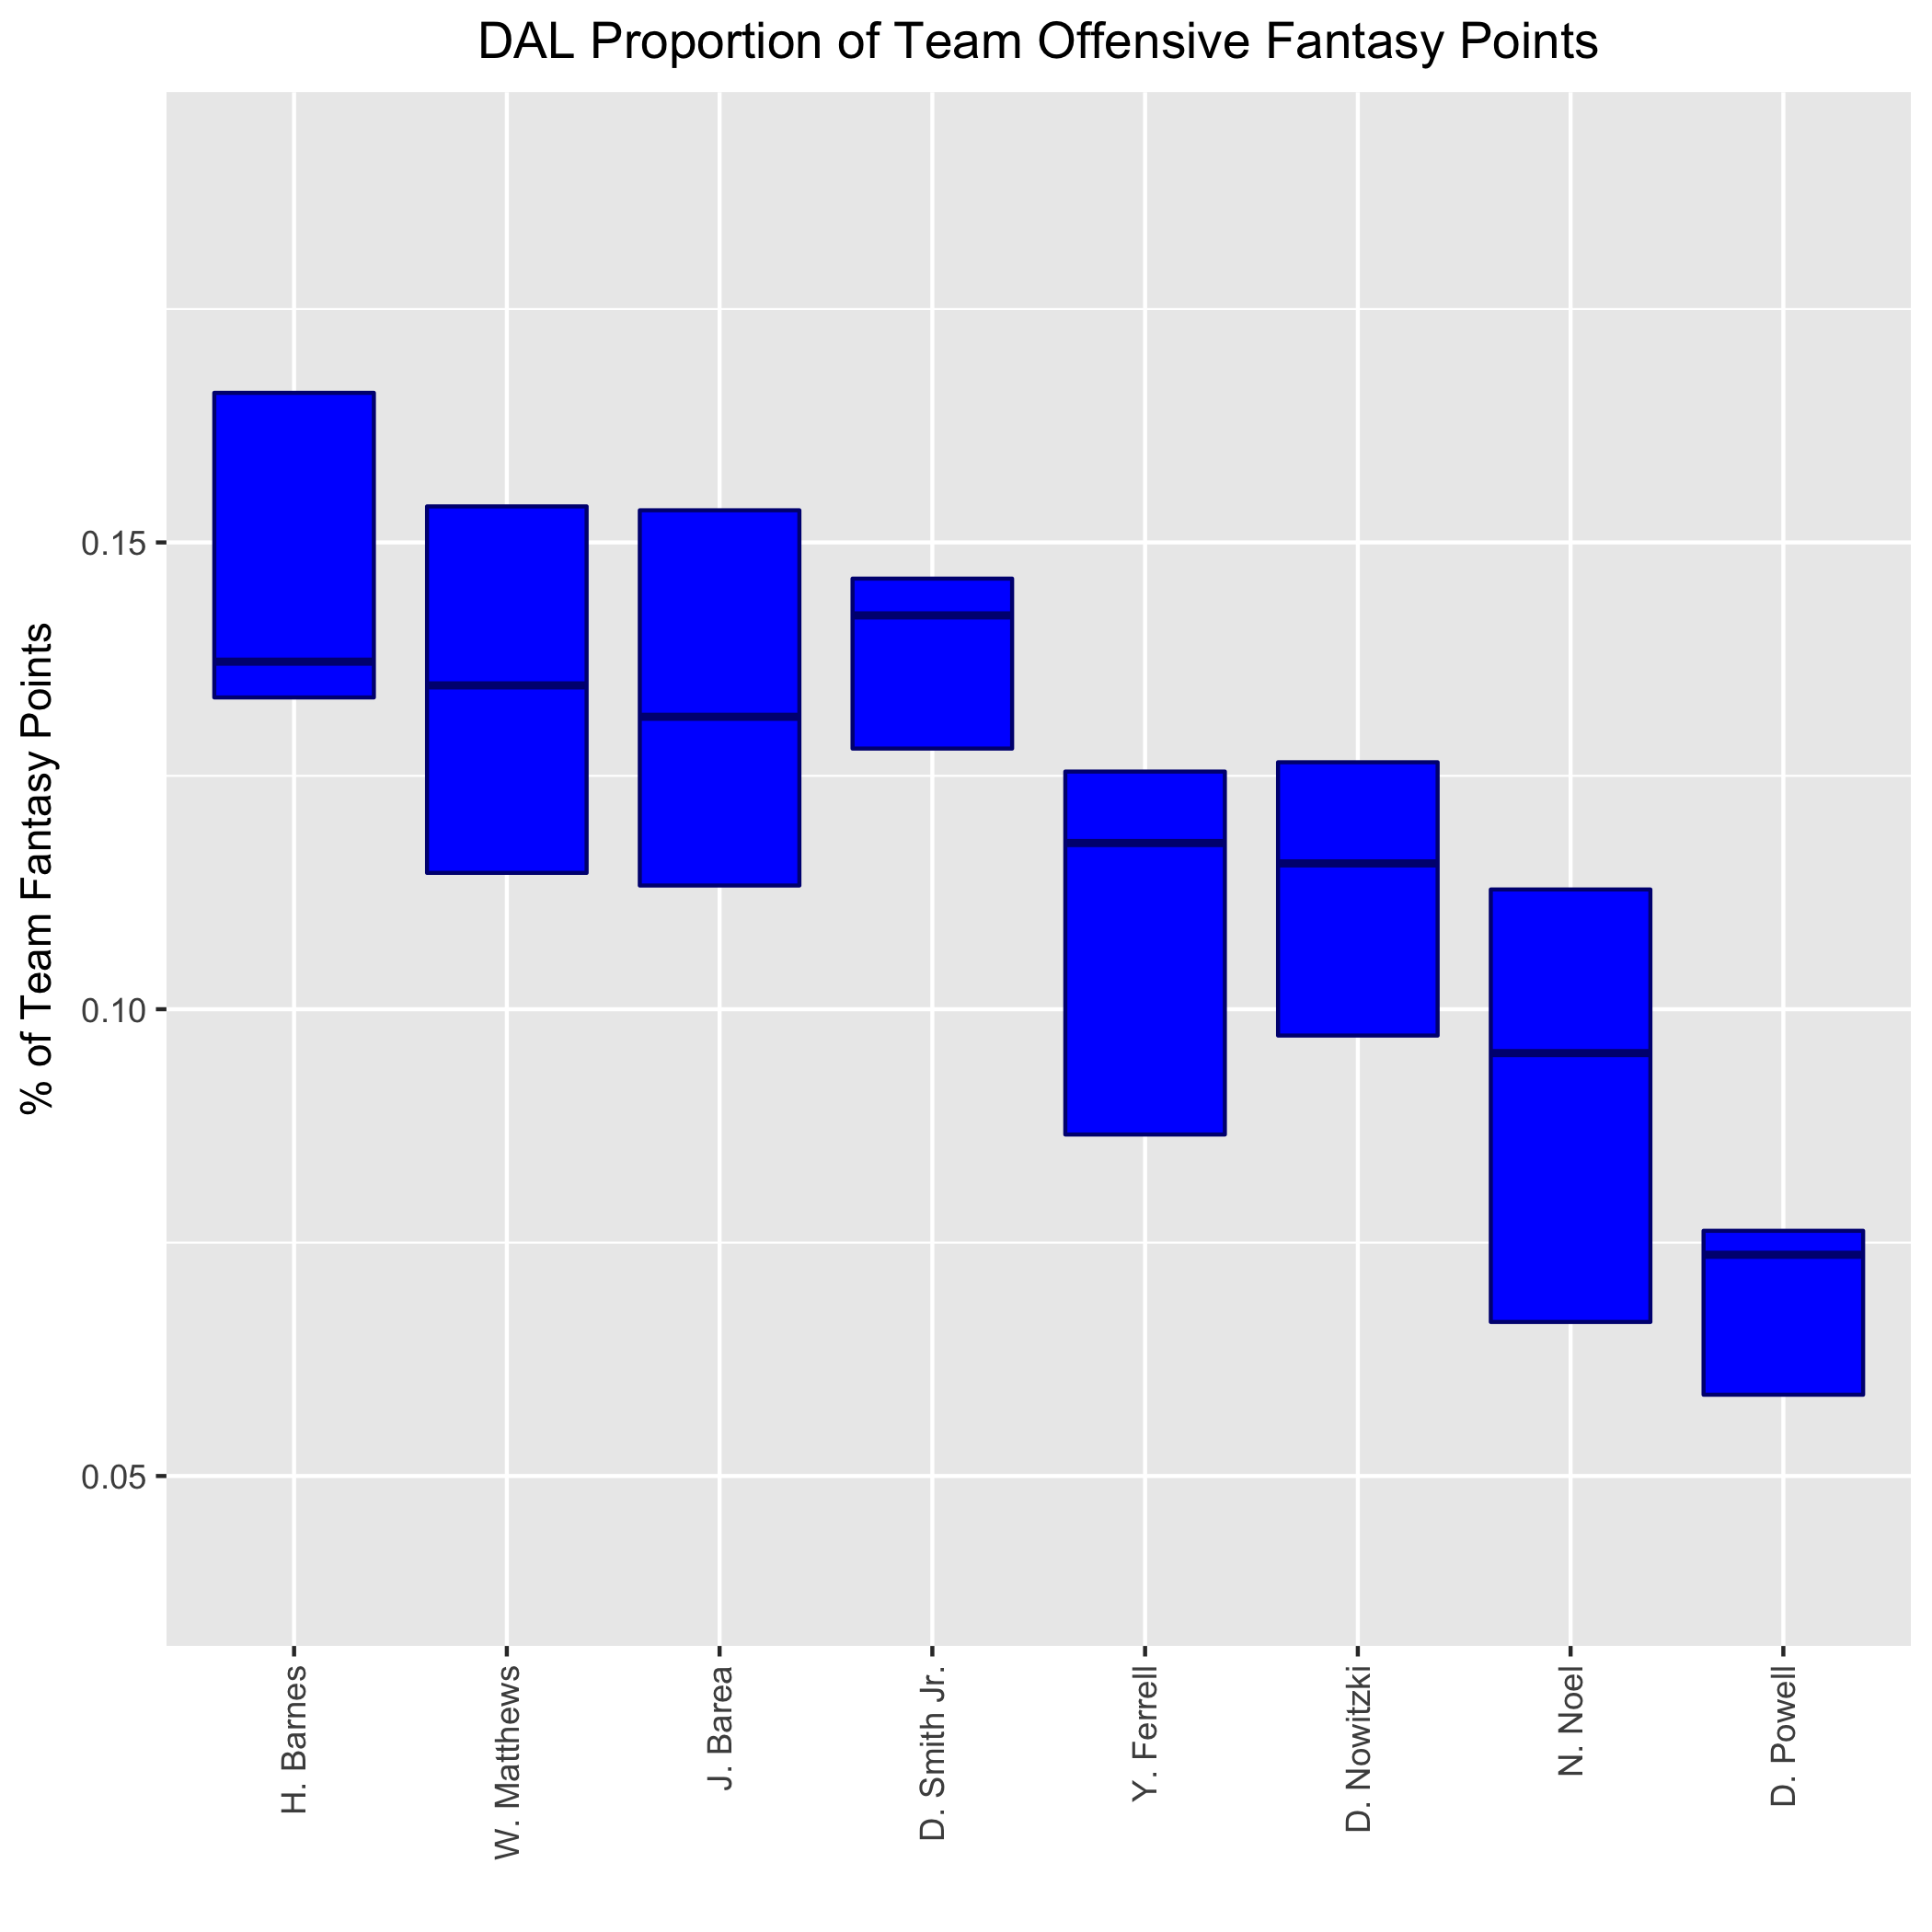 DAL Proportion of Team Offensive Fantasy Points
% of Team Fantasy Points
0.15
0.10
0.05
H. Barnes
W. Matthews
J. Barea
D. Smith Jr.
Y. Ferrell
D. Nowitzki
N. Noel
D. Powell